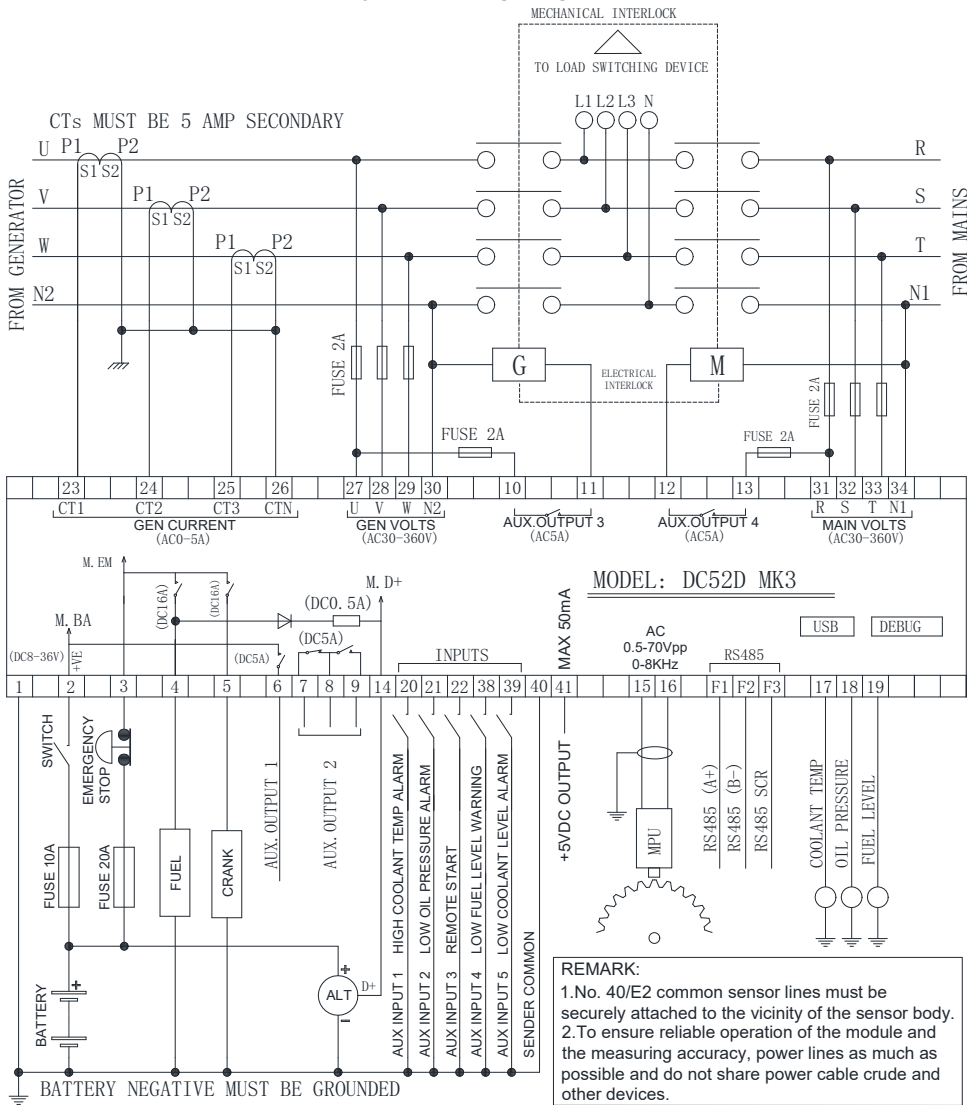 MECHANICAL INTERLOCK
TO LOAD SWITCHING DEVICE
L1 L2 L3 N
CTs MUST BE 5 AMP SECONDARY
U P1 P2
S1 S2
R
V P1 P2
S1 S2
S
W P1 P2
S1 S2
T
N2
N1
FROM GENERATOR
FROM MAINS
FUSE 2A
G
ELECTRICAL
INTERLOCK
M
FUSE 2A
FUSE 2A
FUSE 2A
23 24 25 26 27 28 29 30 10 11 12 13 31 32 33 34
CT1 CT2 CT3 CTN U V W N2 R S T N1
GEN CURRENT
(AC0-5A)
GEN VOLTS
(AC30-360V)
AUX.OUTPUT 3
(AC5A)
AUX.OUTPUT 4
(AC5A)
MAIN VOLTS
(AC30-360V)
M. EM
(DC16A)
(DC16A)
M. D+
(DC0. 5A)
MODEL: DC52D MK3
M. BA
(DC8-36V)
+VE
(DC5A)
(DC5A)
INPUTS
MAX 50mA
AC
0.5-70Vpp
0-8KHz
RS485
USB
DEBUG
1 2 3 4 5 6 7 8 9 14 20 21 22 38 39 40 41 15 16 F1 F2 F3 17 18 19
SWITCH
EMERGENCY
STOP
FUSE 10A
FUSE 20A
FUEL
CRANK
AUX. OUTPUT 1
AUX. OUTPUT 2
BATTERY
+
+
ALT
D+
-
AUX INPUT 1 HIGH COOLANT TEMP ALARM
AUX INPUT 2 LOW OIL PRESSURE ALARM
AUX INPUT 3 REMOTE START
AUX INPUT 4 LOW FUEL LEVEL WARNING
AUX INPUT 5 LOW COOLANT LEVEL ALARM
SENDER COMMON
+5VDC OUTPUT
MPU
RS485 (A+)
RS485 (B-)
RS485 SCR
COOLANT TEMP
OIL PRESSURE
FUEL LEVEL
BATTERY NEGATIVE MUST BE GROUNDED
REMARK:
1.No. 40/E2 common sensor lines must be
securely attached to the vicinity of the sensor body.
2.To ensure reliable operation of the module and
the measuring accuracy, power lines as much as
possible and do not share power cable crude and
other devices.